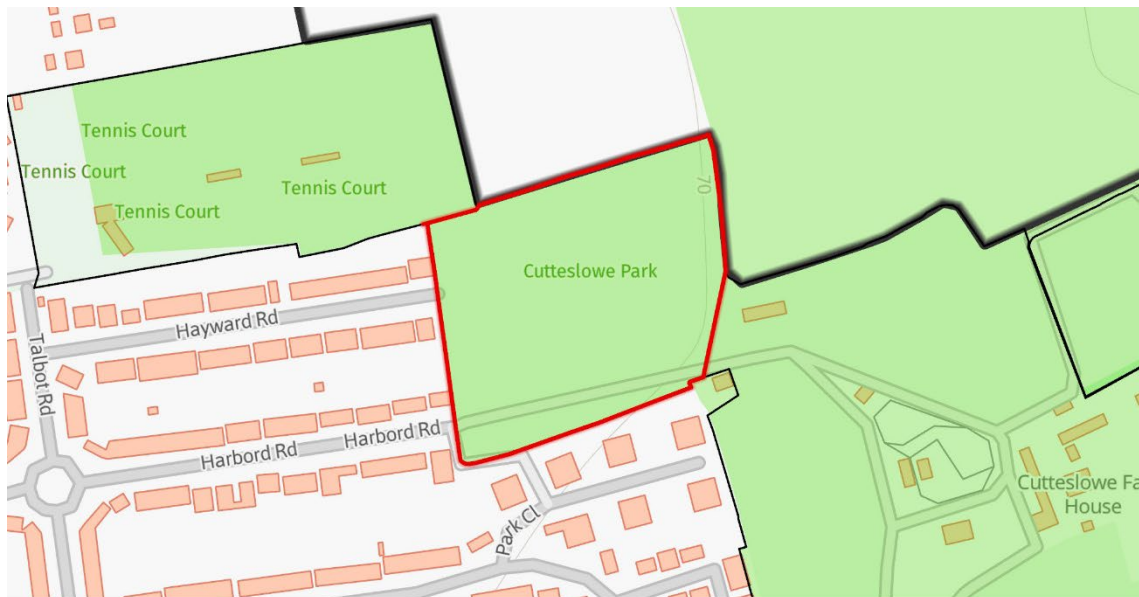 Tennis Court
Tennis Court
Tennis Court
Tennis Court
70
Cutteslowe Park
Hayward Rd
Talbot Rd
Harbord Rd
Harbord Rd
Park Cl
Cutteslowe Fa
House